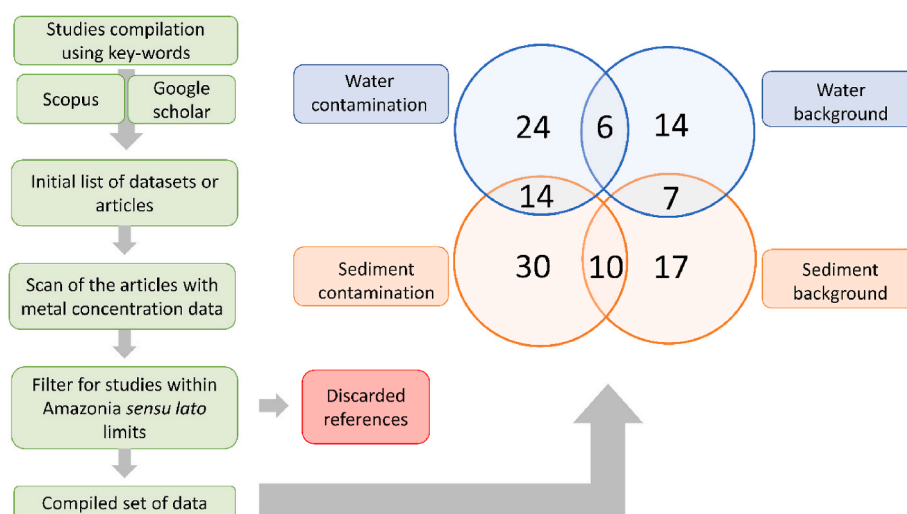 Studies compilation
using key-words
Scopus
Google
scholar
Initial list of datasets or
articles
Scan of the articles with
metal concentration data
Filter for studies within
Amazonia sensu lato
limits
Discarded
references
Compiled set of data
Water
contamination
24
6
14
Water
background
14
7
Sediment
contamination
30
10
17
Sediment
background